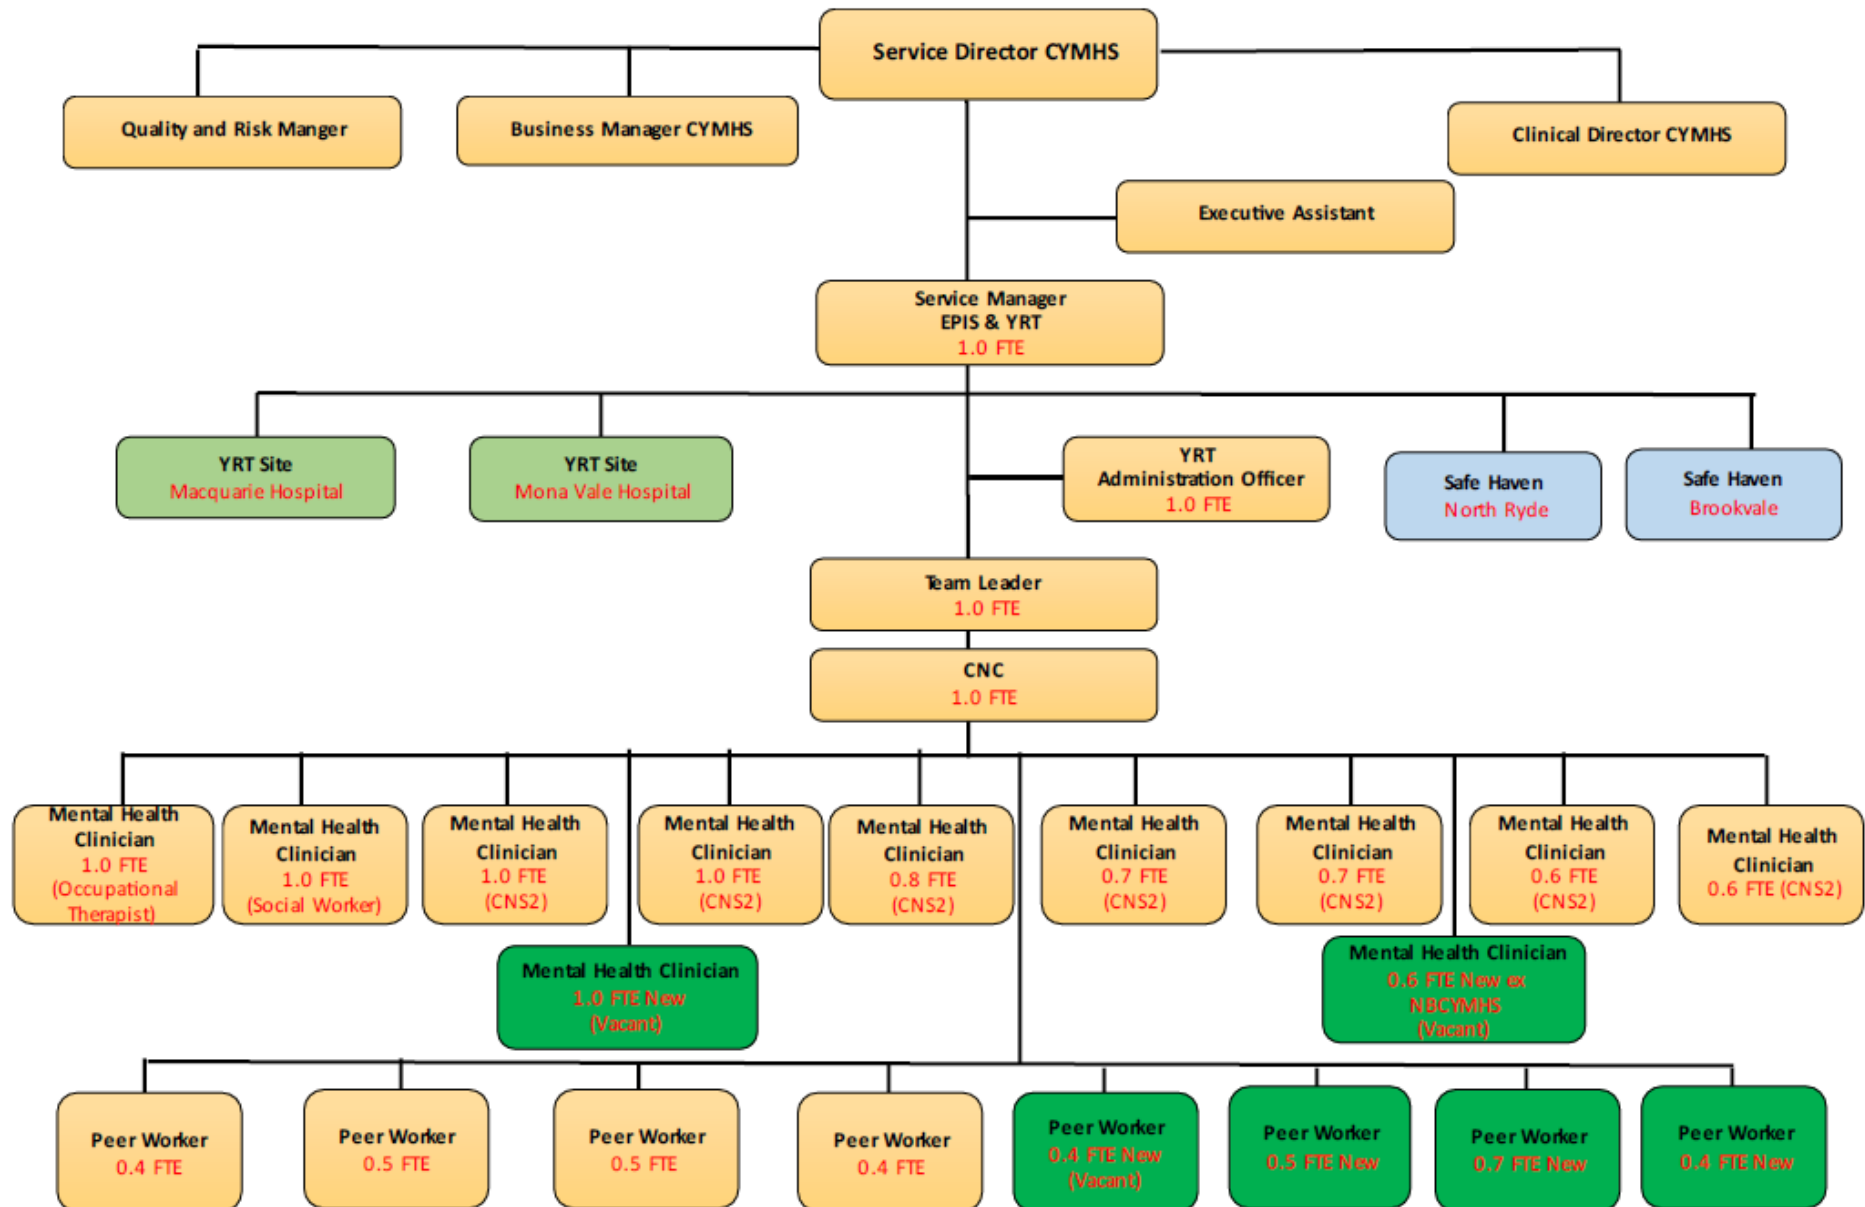 Service Director CYMHS
Quality and Risk Manger
Business Manager CYMHS
Clinical Director CYMHS
Executive Assistant
Service Manager
EPIS & YRT
1.0 FTE
YRT Site
Macquarie Hospital
YRT Site
Mona Vale Hospital
YRT
Administration Officer
1.0 FTE
Safe Haven
North Ryde
Safe Haven
Brookvale
Team Leader
1.0 FTE
CNC
1.0 FTE
Mental Health
Clinician
1.0 FTE
(Occupational
Therapist)
Mental Health
Clinician
1.0 FTE
(Social Worker)
Mental Health
Clinician
1.0 FTE
(CNS2)
Mental Health
Clinician
1.0 FTE
(CNS2)
Mental Health
Clinician
0.8 FTE
(CNS2)
Mental Health
Clinician
0.7 FTE
(CNS2)
Mental Health
Clinician
0.7 FTE
(CNS2)
Mental Health
Clinician
0.6 FTE
(CNS2)
Mental Health
Clinician
0.6 FTE (CNS2)
Mental Health Clinician
1.0 FTE New
(Vacant)
Mental Health Clinician
0.6 FTE New ex
NBCYMHS
(Vacant)
Peer Worker
0.4 FTE
Peer Worker
0.5 FTE
Peer Worker
0.5 FTE
Peer Worker
0.4 FTE
Peer Worker
0.4 FTE New
(Vacant)
Peer Worker
0.5 FTE New
Peer Worker
0.7 FTE New
Peer Worker
0.4 FTE New